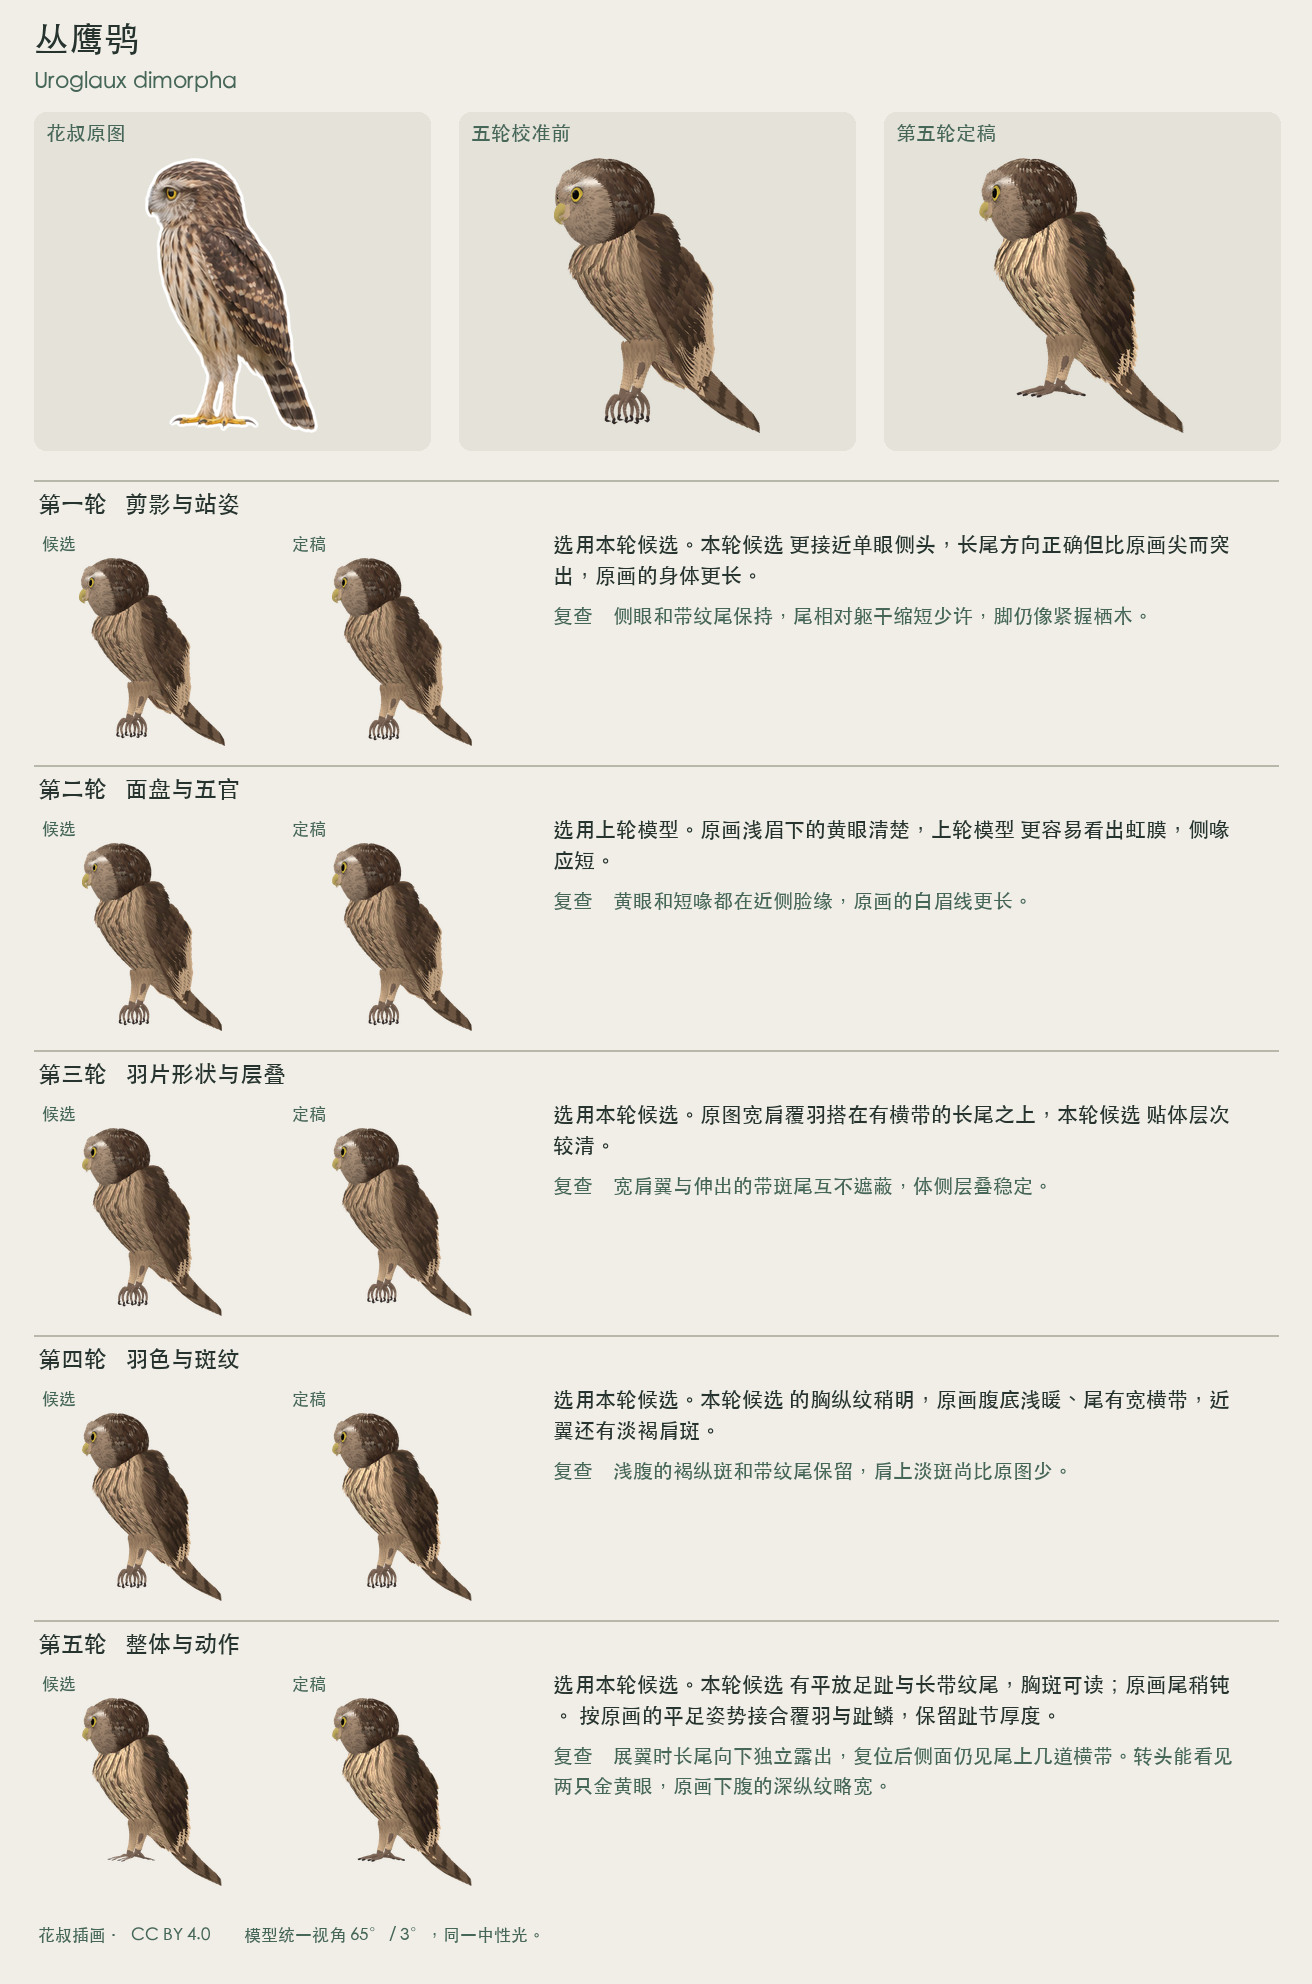 丛鹰鸮
Uroglaux dimorpha
花叔原图
五轮校准前
第五轮定稿
第一轮 剪影与站姿
候选
定稿
选用本轮候选。本轮候选 更接近单眼侧头，长尾方向正确但比原画尖而突
出，原画的身体更长。
复查 侧眼和带纹尾保持，尾相对躯干缩短少许，脚仍像紧握栖木。
第二轮 面盘与五官
候选
定稿
选用上轮模型。原画浅眉下的黄眼清楚，上轮模型 更容易看出虹膜，侧喙
应短。
复查 黄眼和短喙都在近侧脸缘，原画的白眉线更长。
第三轮 羽片形状与层叠
候选
定稿
选用本轮候选。原图宽肩覆羽搭在有横带的长尾之上，本轮候选 贴体层次
较清。
复查 宽肩翼与伸出的带斑尾互不遮蔽，体侧层叠稳定。
第四轮 羽色与斑纹
候选
定稿
选用本轮候选。本轮候选 的胸纵纹稍明，原画腹底浅暖、尾有宽横带，近
翼还有淡褐肩斑。
复查 浅腹的褐纵斑和带纹尾保留，肩上淡斑尚比原图少。
第五轮 整体与动作
候选
定稿
选用本轮候选。本轮候选 有平放足趾与长带纹尾，胸斑可读；原画尾稍钝
。 按原画的平足姿势接合覆羽与趾鳞，保留趾节厚度。
复查 展翼时长尾向下独立露出，复位后侧面仍见尾上几道横带。转头能看见
两只金黄眼，原画下腹的深纵纹略宽。
花叔插画 · CC BY 4.0 模型统一视角 65° / 3° ，同一中性光。